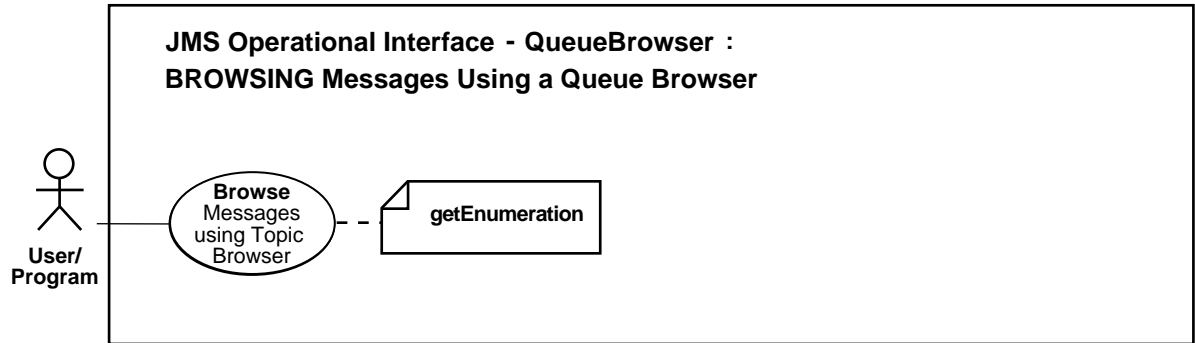 JMS Operational Interface - QueueBrowser :
BROWSING Messages Using a Queue Browser
Browse
Messages
using Topic
Browser
getEnumeration
User/
Program